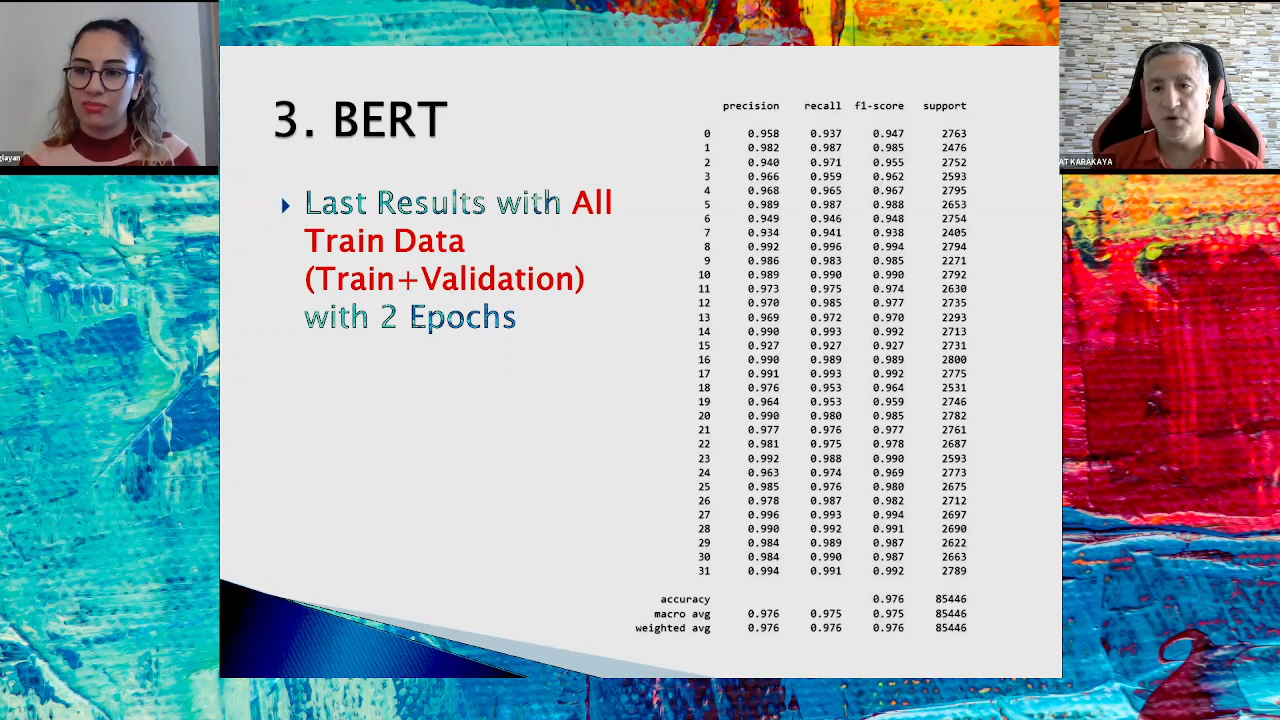 glayan
AT KARAKAYA
3. BERT
Last Results with All
Train Data
(Train+Validation)
with 2 Epochs
precision recall f1-score support
0 0.958 0.937 0.947 2763
1 0.982 0.987 0.985 2476
2 0.940 0.971 0.955 2752
3 0.966 0.959 0.962 2593
4 0.968 0.965 0.967 2795
5 0.989 0.987 0.988 2653
6 0.949 0.946 0.948 2754
7 0.934 0.941 0.938 2405
8 0.992 0.996 0.994 2794
9 0.986 0.983 0.985 2271
10 0.989 0.990 0.990 2792
11 0.973 0.975 0.974 2630
12 0.970 0.985 0.977 2735
13 0.969 0.972 0.970 2293
14 0.990 0.993 0.992 2713
15 0.927 0.927 0.927 2731
16 0.990 0.989 0.989 2800
17 0.991 0.993 0.992 2775
18 0.976 0.953 0.964 2531
19 0.964 0.953 0.959 2746
20 0.990 0.980 0.985 2782
21 0.977 0.976 0.977 2761
22 0.981 0.975 0.978 2687
23 0.992 0.988 0.990 2593
24 0.963 0.974 0.969 2773
25 0.985 0.976 0.980 2675
26 0.978 0.987 0.982 2712
27 0.996 0.993 0.994 2697
28 0.990 0.992 0.991 2690
29 0.984 0.989 0.987 2622
30 0.984 0.990 0.987 2663
31 0.994 0.991 0.992 2789
accuracy 0.976 85446
macro avg 0.976 0.975 0.975 85446
weighted avg 0.976 0.976 0.976 85446